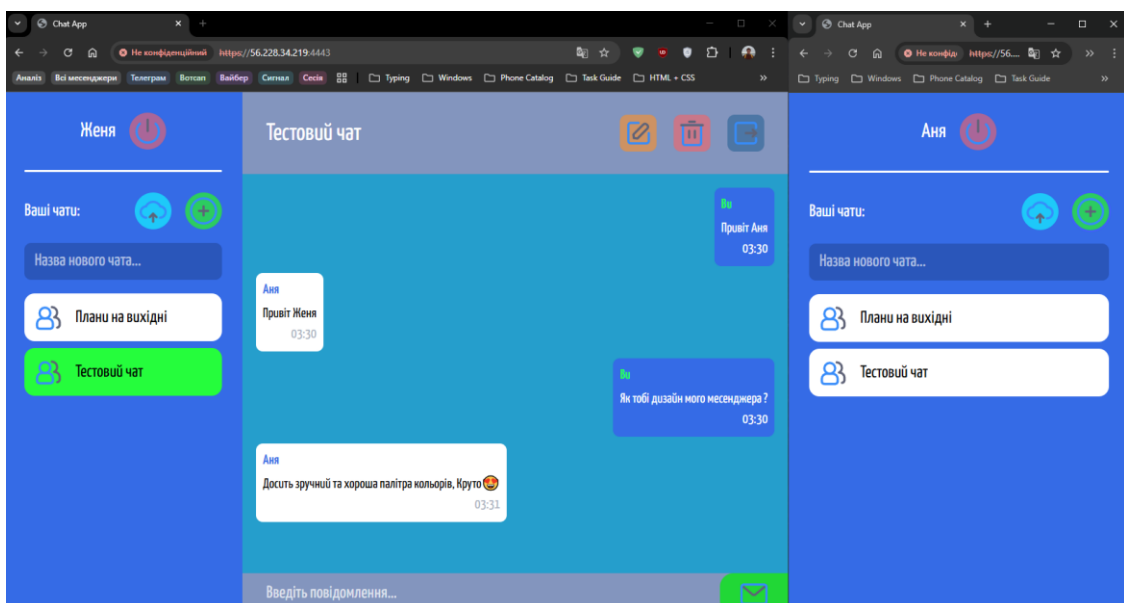 Chat App
Не конфіденційний https://56.228.34.219:4443
Аналіз Всі месенджери Телеграм Вотсап Вайбер Сигнал Сесія Typing Windows Phone Catalog Task Guide HTML + CSS
Женя
Ваші чати:
Назва нового чата...
Плани на вихідні
Тестовий чат
Тестовий чат
Ви
Привіт Аня
03:30
Аня
Привіт Женя
03:30
Ви
Як тобі дизайн мого месенджера?
03:30
Аня
Досить зручний та хороша палітра кольорів, Круто😍
03:31
Введіть повідомлення...
Chat App
Не конфіде https://56....
Typing Windows Phone Catalog Task Guide
Аня
Ваші чати:
Назва нового чата...
Плани на вихідні
Тестовий чат